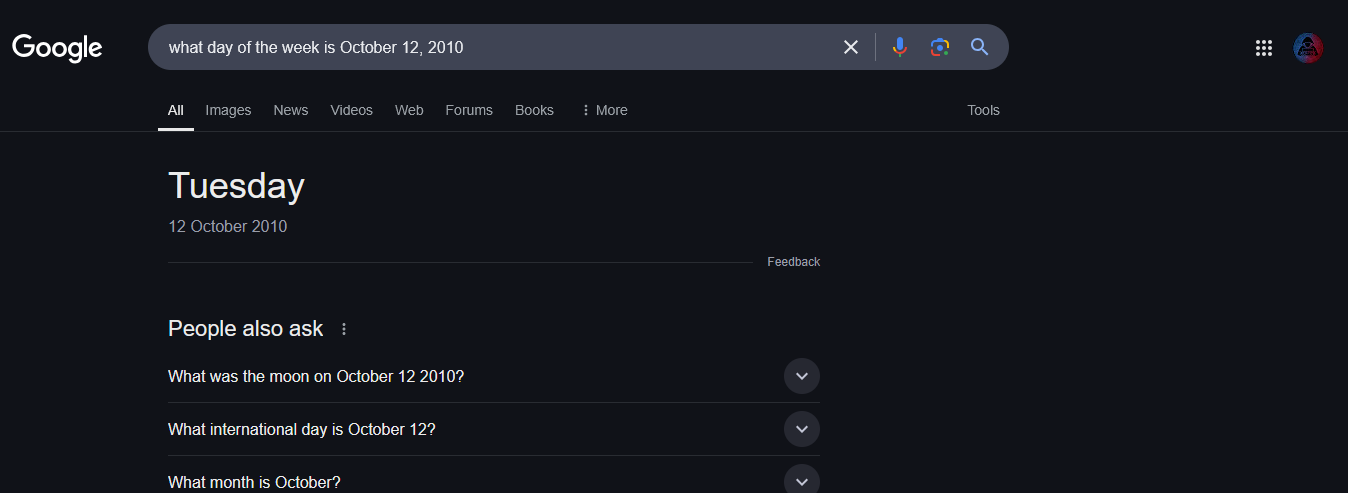 Google
what day of the week is October 12, 2010
All Images News Videos Web Forums Books More Tools
Tuesday
12 October 2010
Feedback
People also ask
What was the moon on October 12 2010?
What international day is October 12?
What month is October?